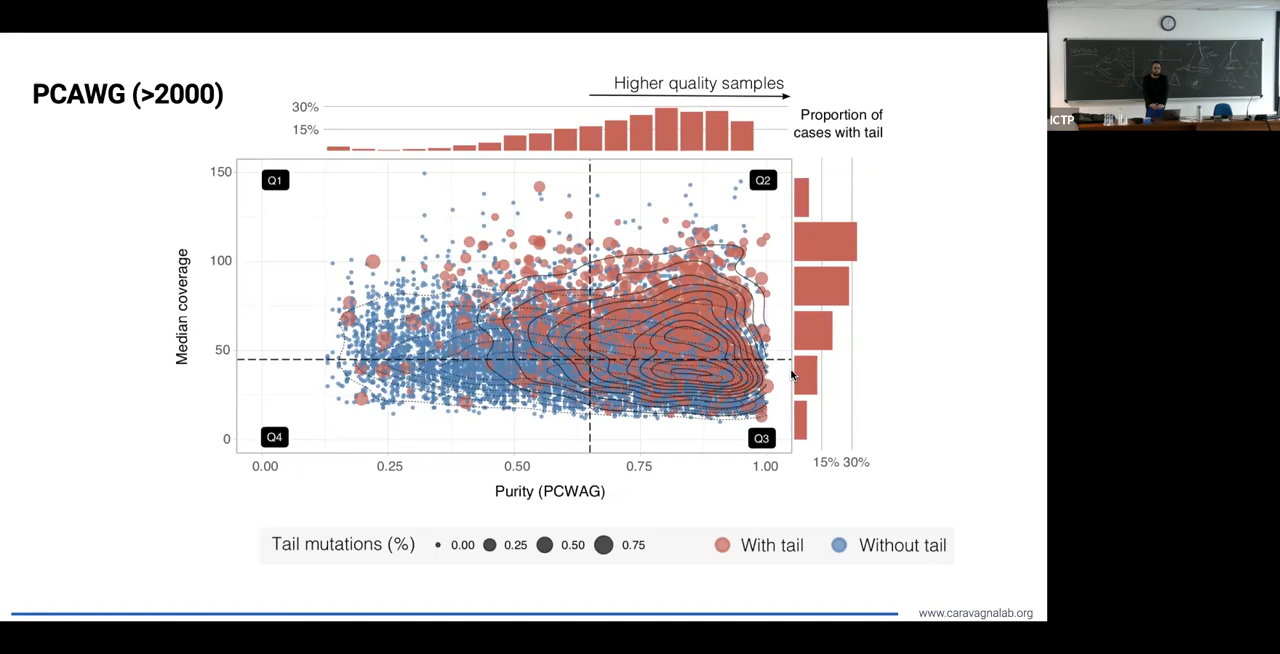 PCAWG (>2000)
Higher quality samples
30%
15%
Proportion of
cases with tail
150
100
50
0
Median coverage
Q1
Q2
Q4
Q3
0.00
0.25
0.50
0.75
1.00
15% 30%
Purity (PCWAG)
Tail mutations (%)
0.00
0.25
0.50
0.75
With tail
Without tail
www.caravagnalab.org
ICTP